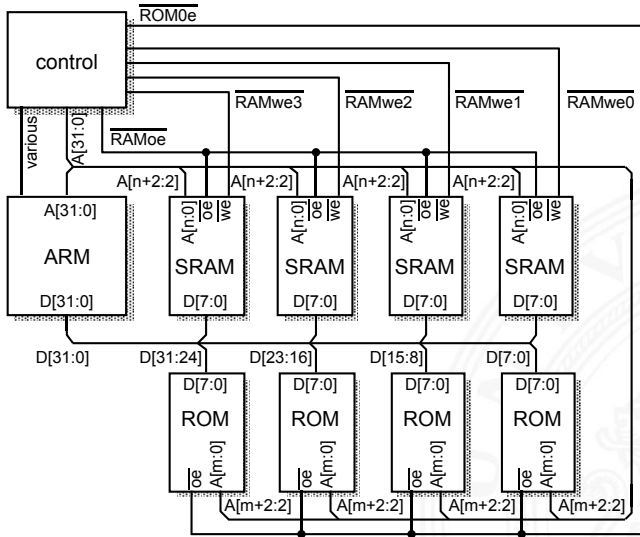 ROM0e
control
RAMwe3
RAMwe2
RAMwe1
RAMwe0
various
A[31:0]
RAMoe
A[n+2:2]
A[n+2:2]
A[n+2:2]
A[n+2:2]
A[31:0]
ARM
D[31:0]
A[n:0]
oe
we
SRAM
D[7:0]
A[n:0]
oe
we
SRAM
D[7:0]
A[n:0]
oe
we
SRAM
D[7:0]
A[n:0]
oe
we
SRAM
D[7:0]
D[31:0]
D[31:24]
D[23:16]
D[15:8]
D[7:0]
D[7:0]
ROM
oe
A[m:0]
D[7:0]
ROM
oe
A[m:0]
D[7:0]
ROM
oe
A[m:0]
D[7:0]
ROM
oe
A[m:0]
A[m+2:2]
A[m+2:2]
A[m+2:2]
A[m+2:2]